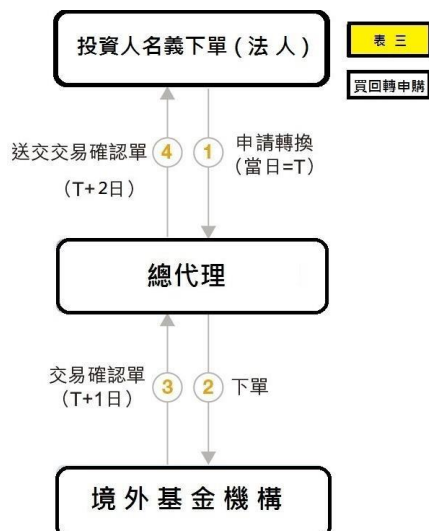 投資人名義下單(法人)
表三
買回轉申購
送交交易確認單
(T+2日)
4
1
申請轉換
(當日=T)
總代理
交易確認單
(T+1日)
3
2
下單
境外基金機構